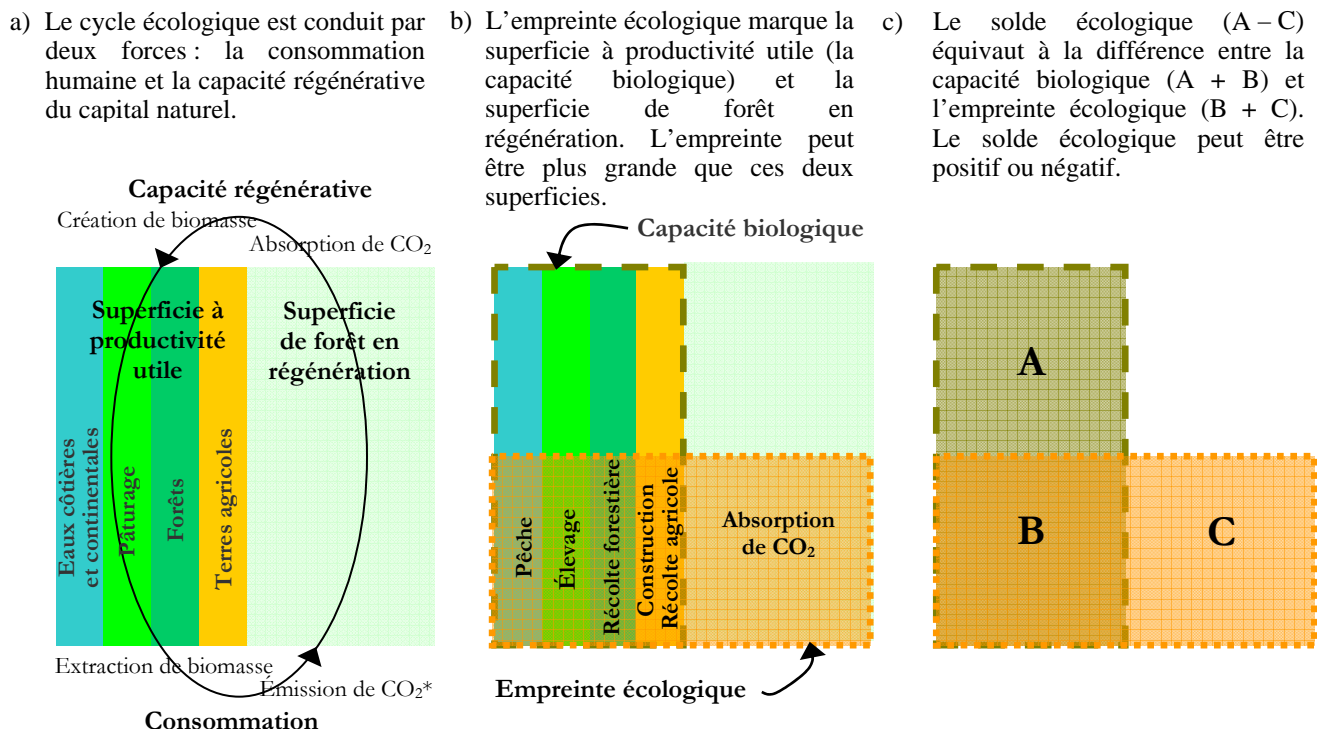 a) Le cycle écologique est conduit par
deux forces : la consommation
humaine et la capacité régénérative
du capital naturel.
Capacité régénérative
Création de biomasse
Absorption de CO₂
Superficie à
productivité
utile
Superficie
de forêt en
régénération
Eaux côtières
et continentales
Pâturage
Forêts
Terres agricoles
Extraction de biomasse
Émission de CO₂*
Consommation
b) L’empreinte écologique marque la
superficie à productivité utile (la
capacité biologique) et la
superficie de forêt en
régénération. L’empreinte peut
être plus grande que ces deux
superficies.
Capacité biologique
Pêche
Élevage
Récolte forestière
Construction
Récolte agricole
Absorption
de CO₂
Empreinte écologique
c) Le solde écologique (A – C)
équivaut à la différence entre la
capacité biologique (A + B) et
l’empreinte écologique (B + C).
Le solde écologique peut être
positif ou négatif.
A
B
C